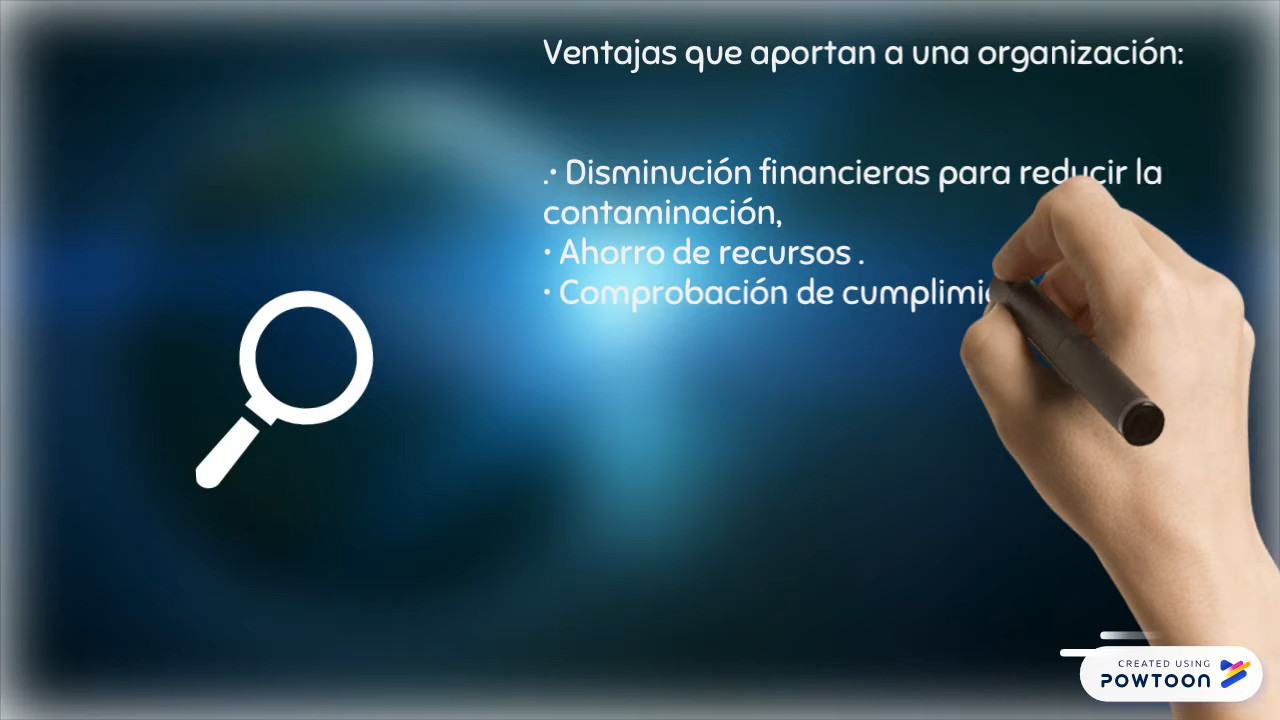 Ventajas que aportan a una organización:
.· Disminución financieras para reducir la
contaminación,
· Ahorro de recursos .
· Comprobación de
CREATED USING
POWTOON